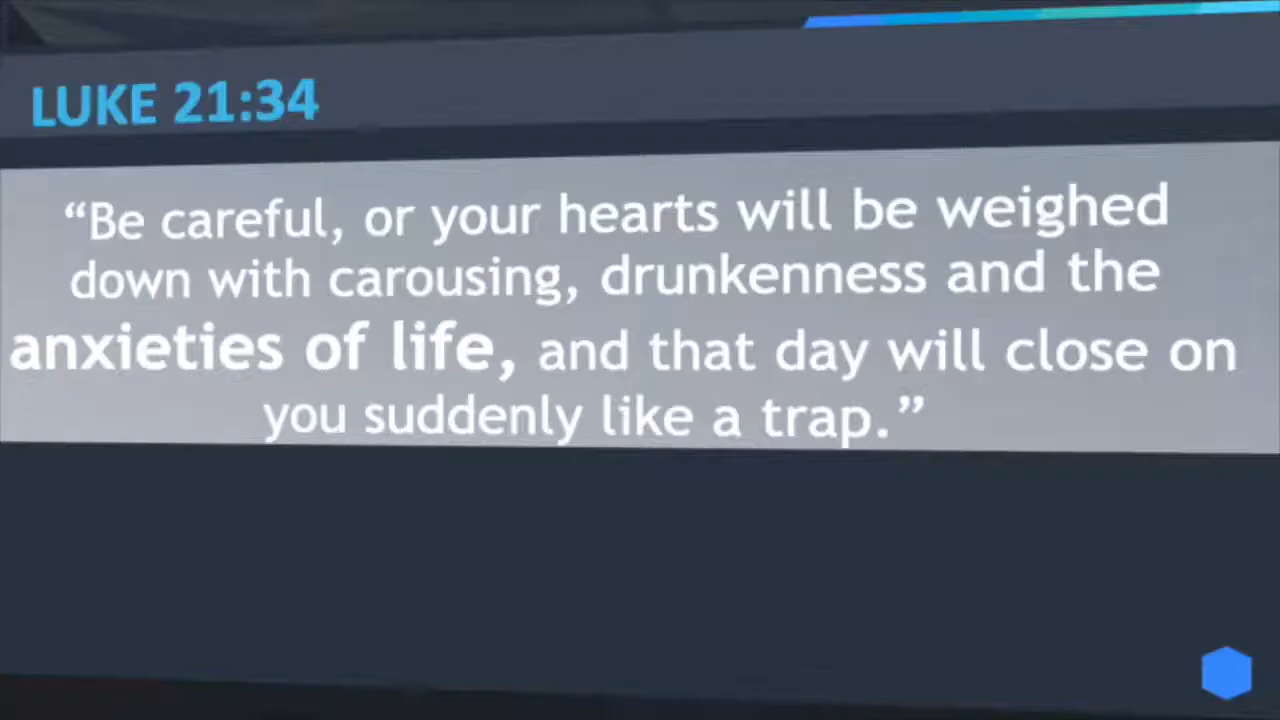 LUKE 21:34
“Be careful, or your hearts will be weighed
down with carousing, drunkenness and the
anxieties of life, and that day will close on
you suddenly like a trap.”